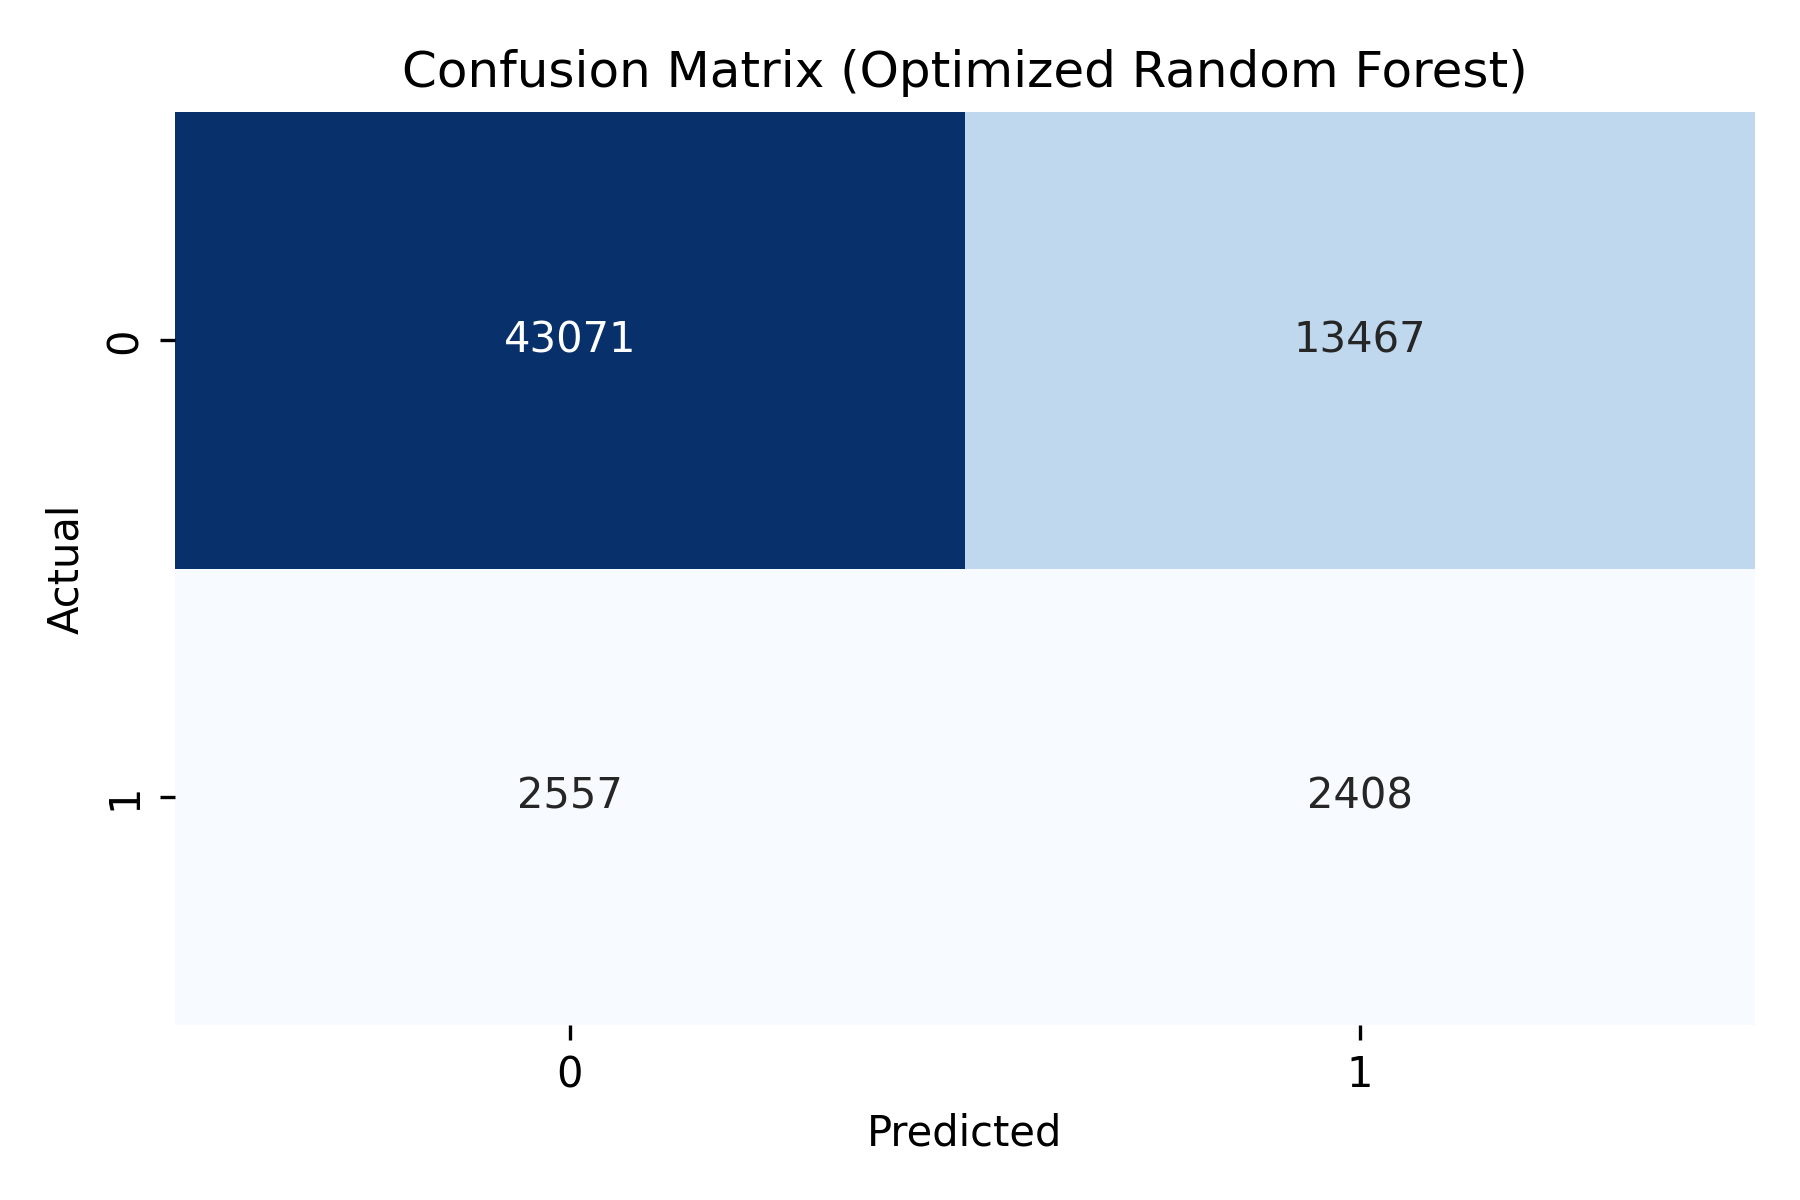 Confusion Matrix (Optimized Random Forest)
43071 13467
0
Actual
2557 2408
1
0 1
Predicted